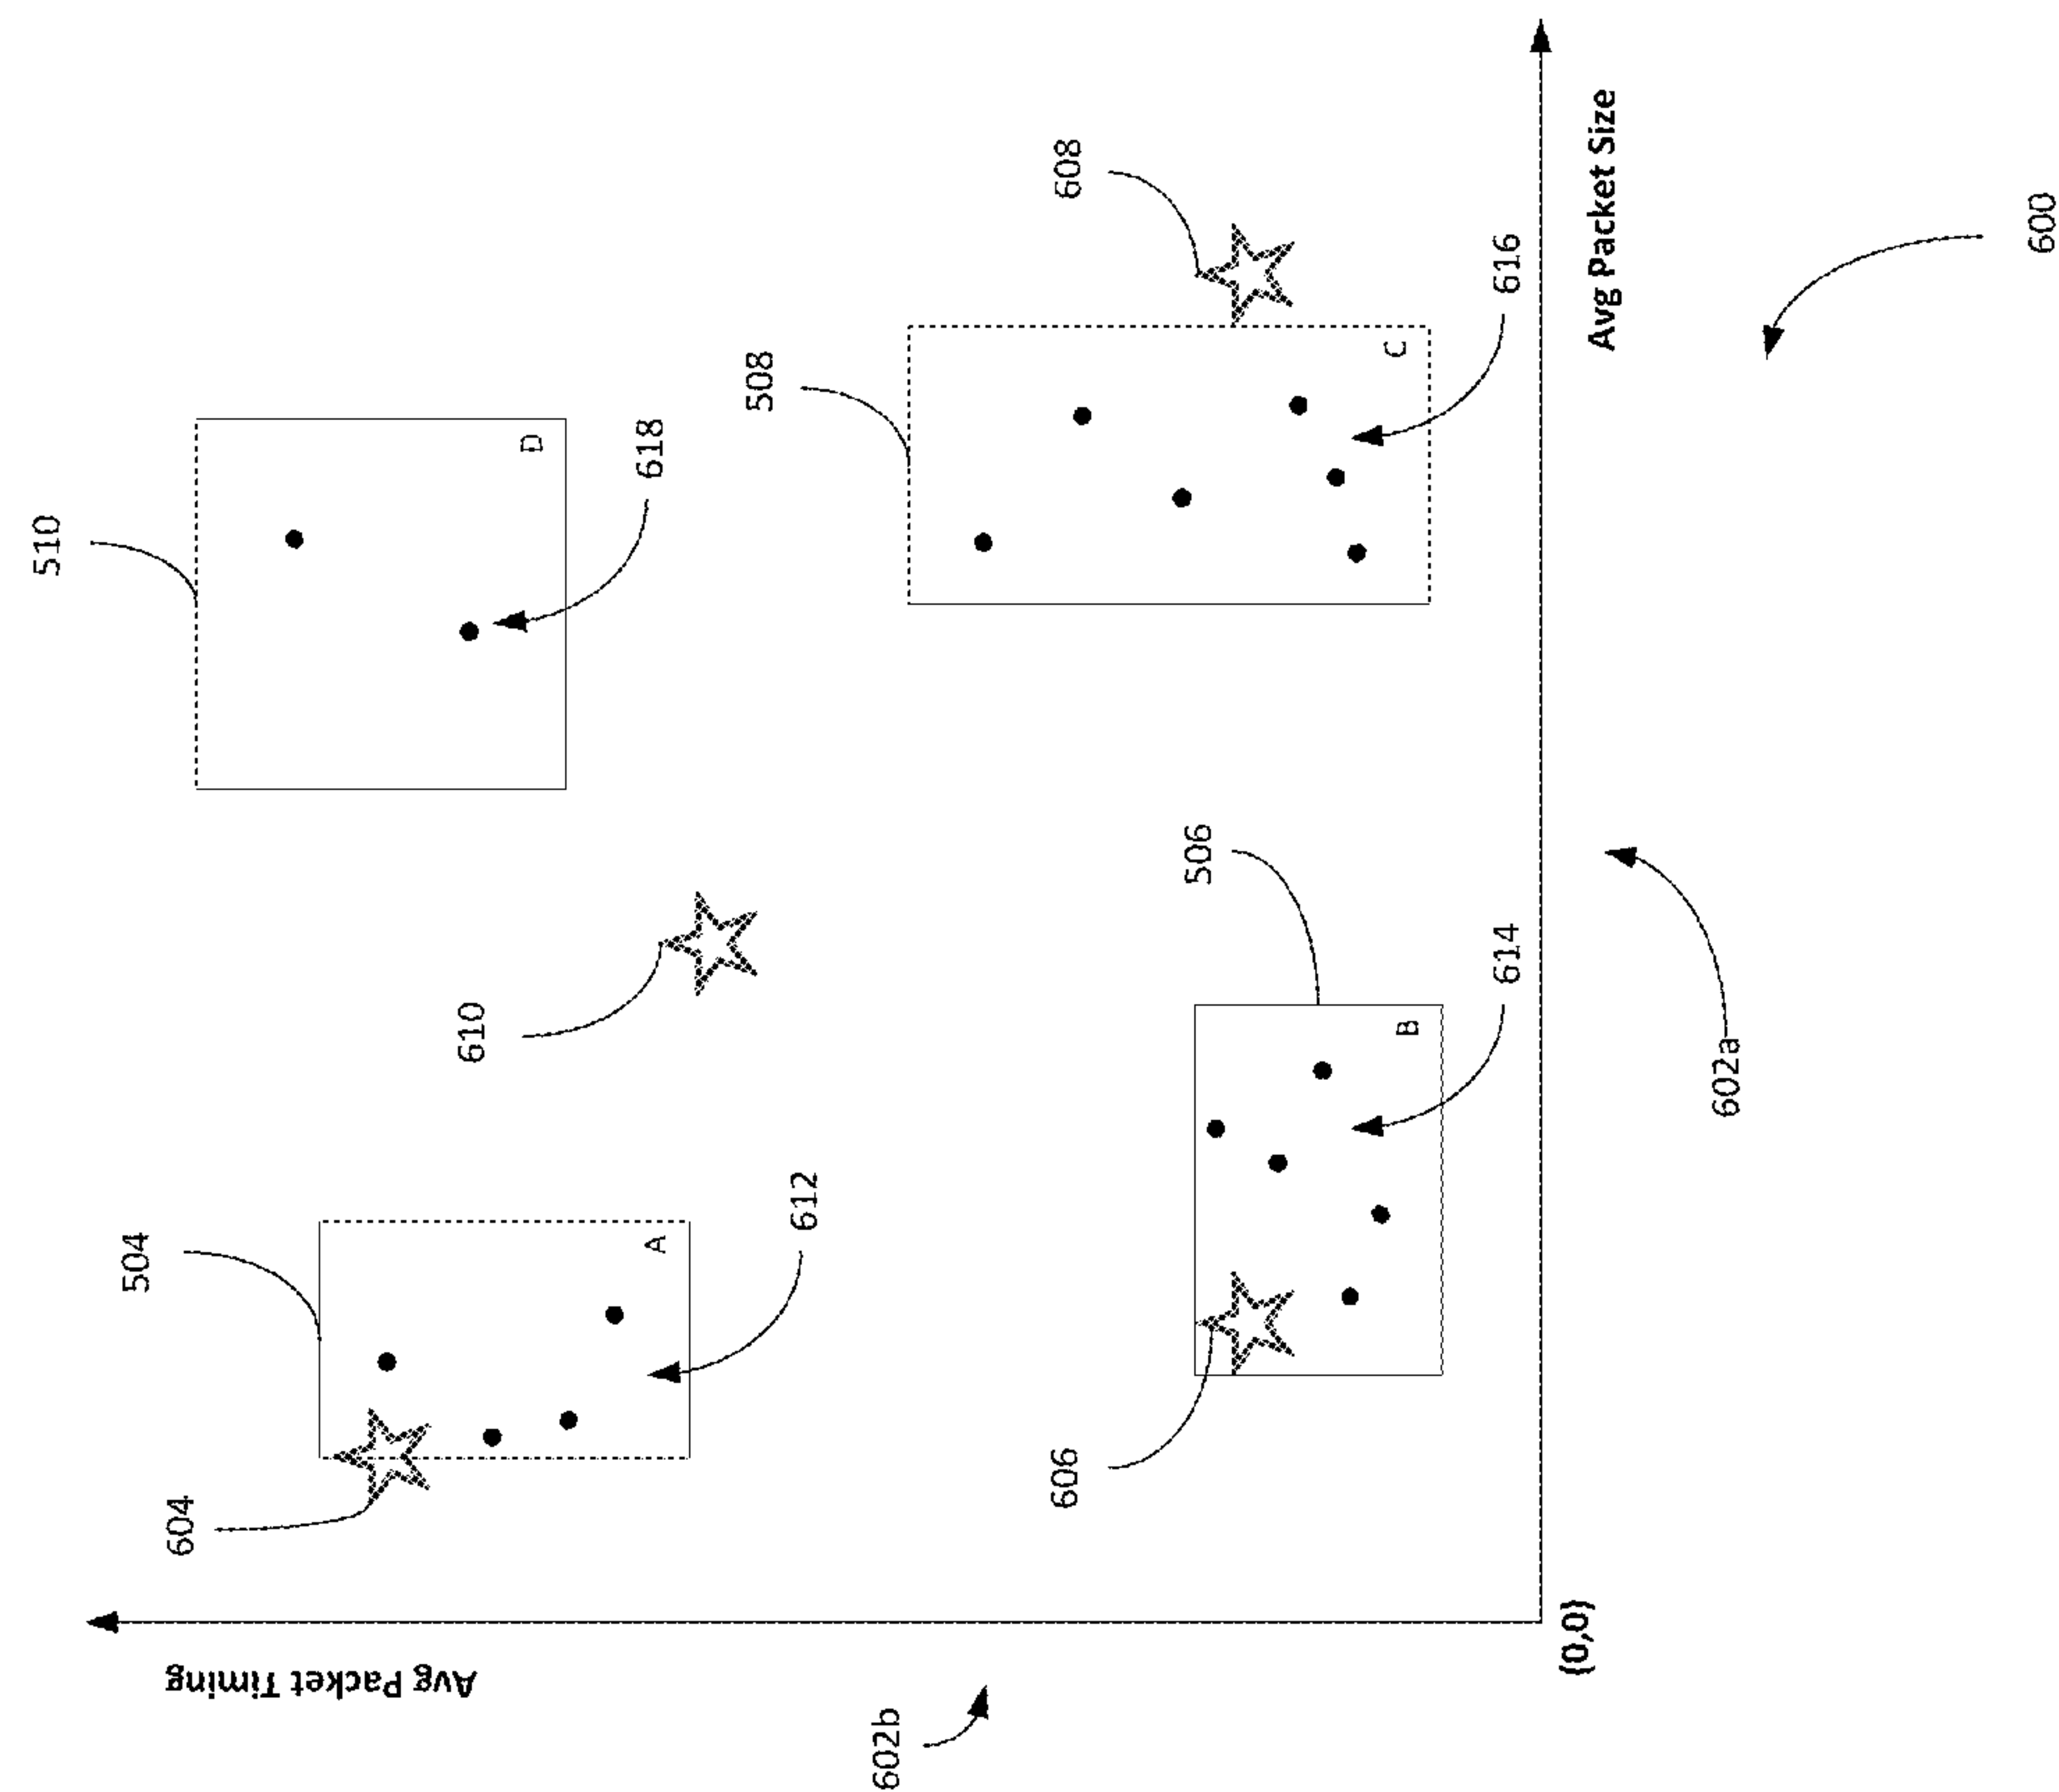 510
508
608
D
618
C
616
Avg Packet Size
600
610
506
B
614
602a
504
A
612
604
606
Avg Packet Timing
602b
{0,0}